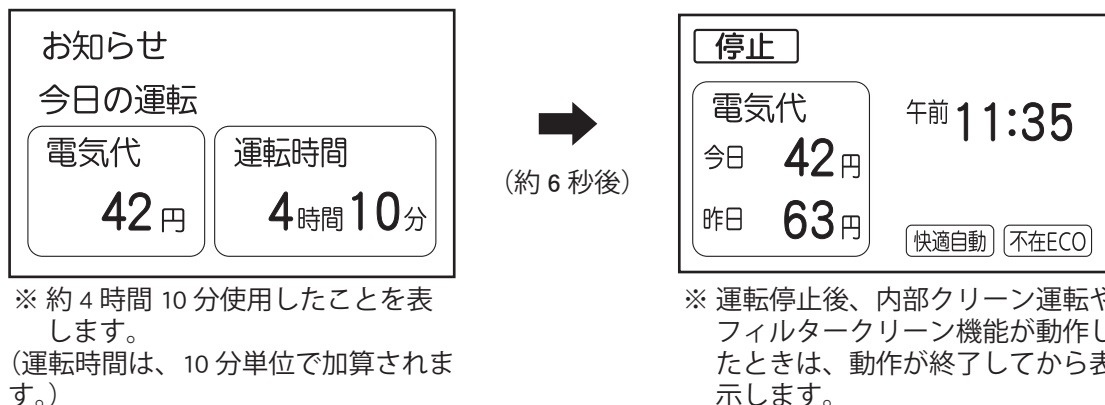 お知らせ
今日の運転
電気代
42円
運転時間
4時間10分
※ 約 4 時間 10 分使用したことを表
します。
(運転時間は、10 分単位で加算されま
す。)
(約 6 秒後)
停止
電気代
今日 42円
昨日 63円
午前11:35
快適自動 不在ECO
※ 運転停止後、内部クリーン運転や
フィルタークリーン機能が動作し
たときは、動作が終了してから表
示します。